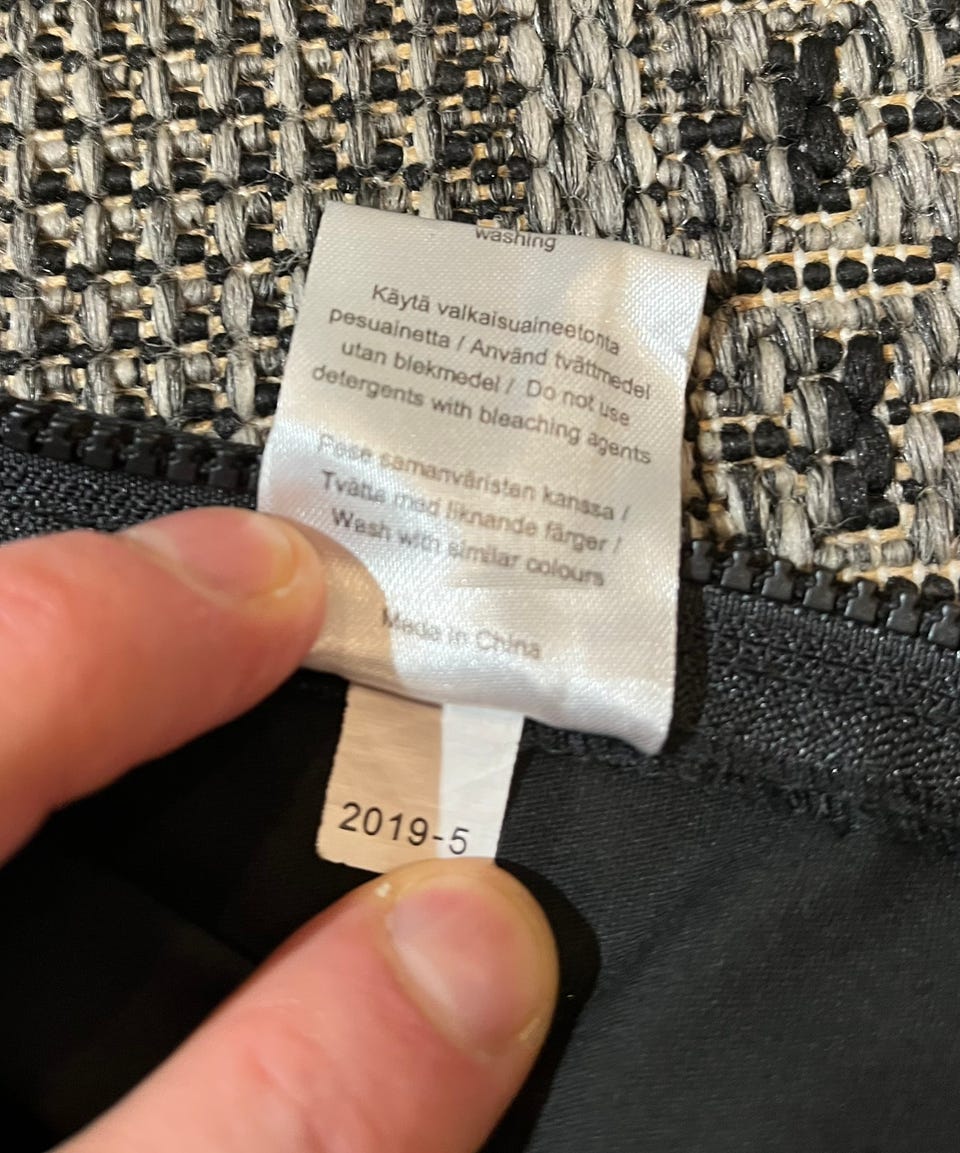 washing
Käytä valkaisuaineetonta
pesuainetta / Använd tvättmedel
utan blekmedel / Do not use
detergents with bleaching agents
Pese samanväristen kanssa /
Tvätta med liknande färger /
Wash with similar colours
Made in China
2019-5